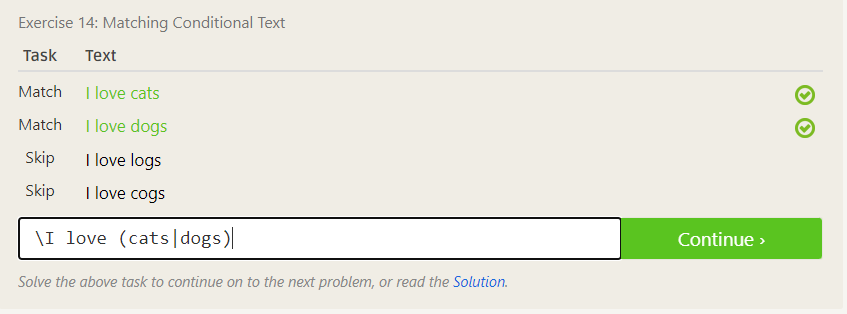 Exercise 14: Matching Conditional Text
Task Text
Match I love cats
Match I love dogs
Skip I love logs
Skip I love cogs
\I love (cats|dogs)
Continue ›
Solve the above task to continue on to the next problem, or read the Solution.